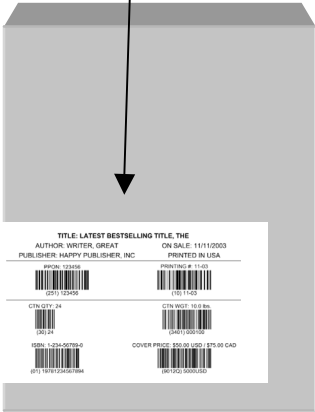 TITLE: LATEST BESTSELLING TITLE, THE
AUTHOR: WRITER, GREAT ON SALE: 11/11/2003
PUBLISHER: HAPPY PUBLISHER, INC PRINTED IN USA
PPON: 123456 PRINTING #: 11-03
(251) 123456 (10) 11-03
CTN QTY: 24 CTN WGT: 10.0 lbs.
(30) 24 (3401) 000100
ISBN: 1-234-56789-0 COVER PRICE: $50.00 USD / $75.00 CAD
(01) 19781234567894 (9012Q) 5000USD